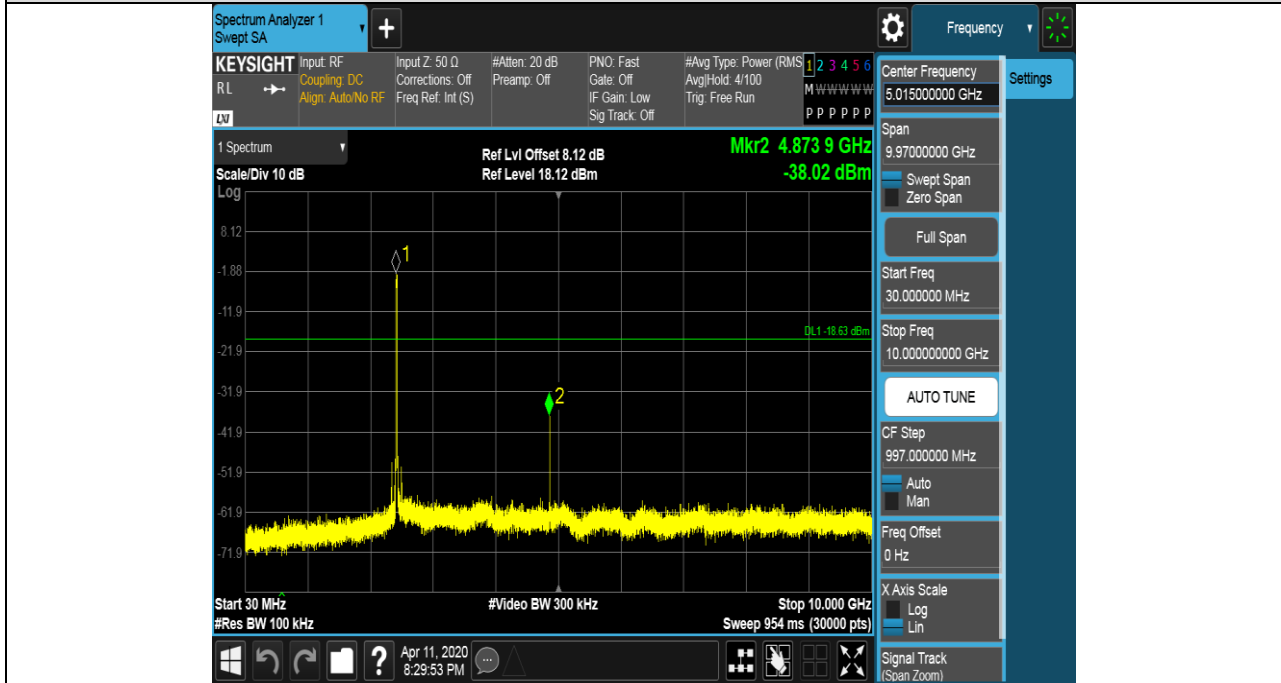 Spectrum Analyzer 1
Swept SA
Frequency
KEYSIGHT
RL
LXI
Input: RF
Coupling: DC
Align: Auto/No RF
Input Z: 50 Ω
Corrections: Off
Freq Ref: Int (S)
#Atten: 20 dB
Preamp: Off
PNO: Fast
Gate: Off
IF Gain: Low
Sig Track: Off
#Avg Type: Power (RMS
Avg|Hold: 4/100
Trig: Free Run
1 2 3 4 5 6
M W W W W W
P P P P P P
1 Spectrum
Scale/Div 10 dB
Log
Ref Lvl Offset 8.12 dB
Ref Level 18.12 dBm
Mkr2 4.873 9 GHz
-38.02 dBm
8.12
-1.88
-11.9
-21.9
-31.9
-41.9
-51.9
-61.9
-71.9
1
2
DL1 -18.63 dBm
Start 30 MHz
#Res BW 100 kHz
#Video BW 300 kHz
Stop 10.000 GHz
Sweep 954 ms (30000 pts)
Apr 11, 2020
8:29:53 PM
Center Frequency
5.015000000 GHz
Settings
Span
9.97000000 GHz
Swept Span
Zero Span
Full Span
Start Freq
30.000000 MHz
Stop Freq
10.000000000 GHz
AUTO TUNE
CF Step
997.000000 MHz
Auto
Man
Freq Offset
0 Hz
X Axis Scale
Log
Lin
Signal Track
(Span Zoom)